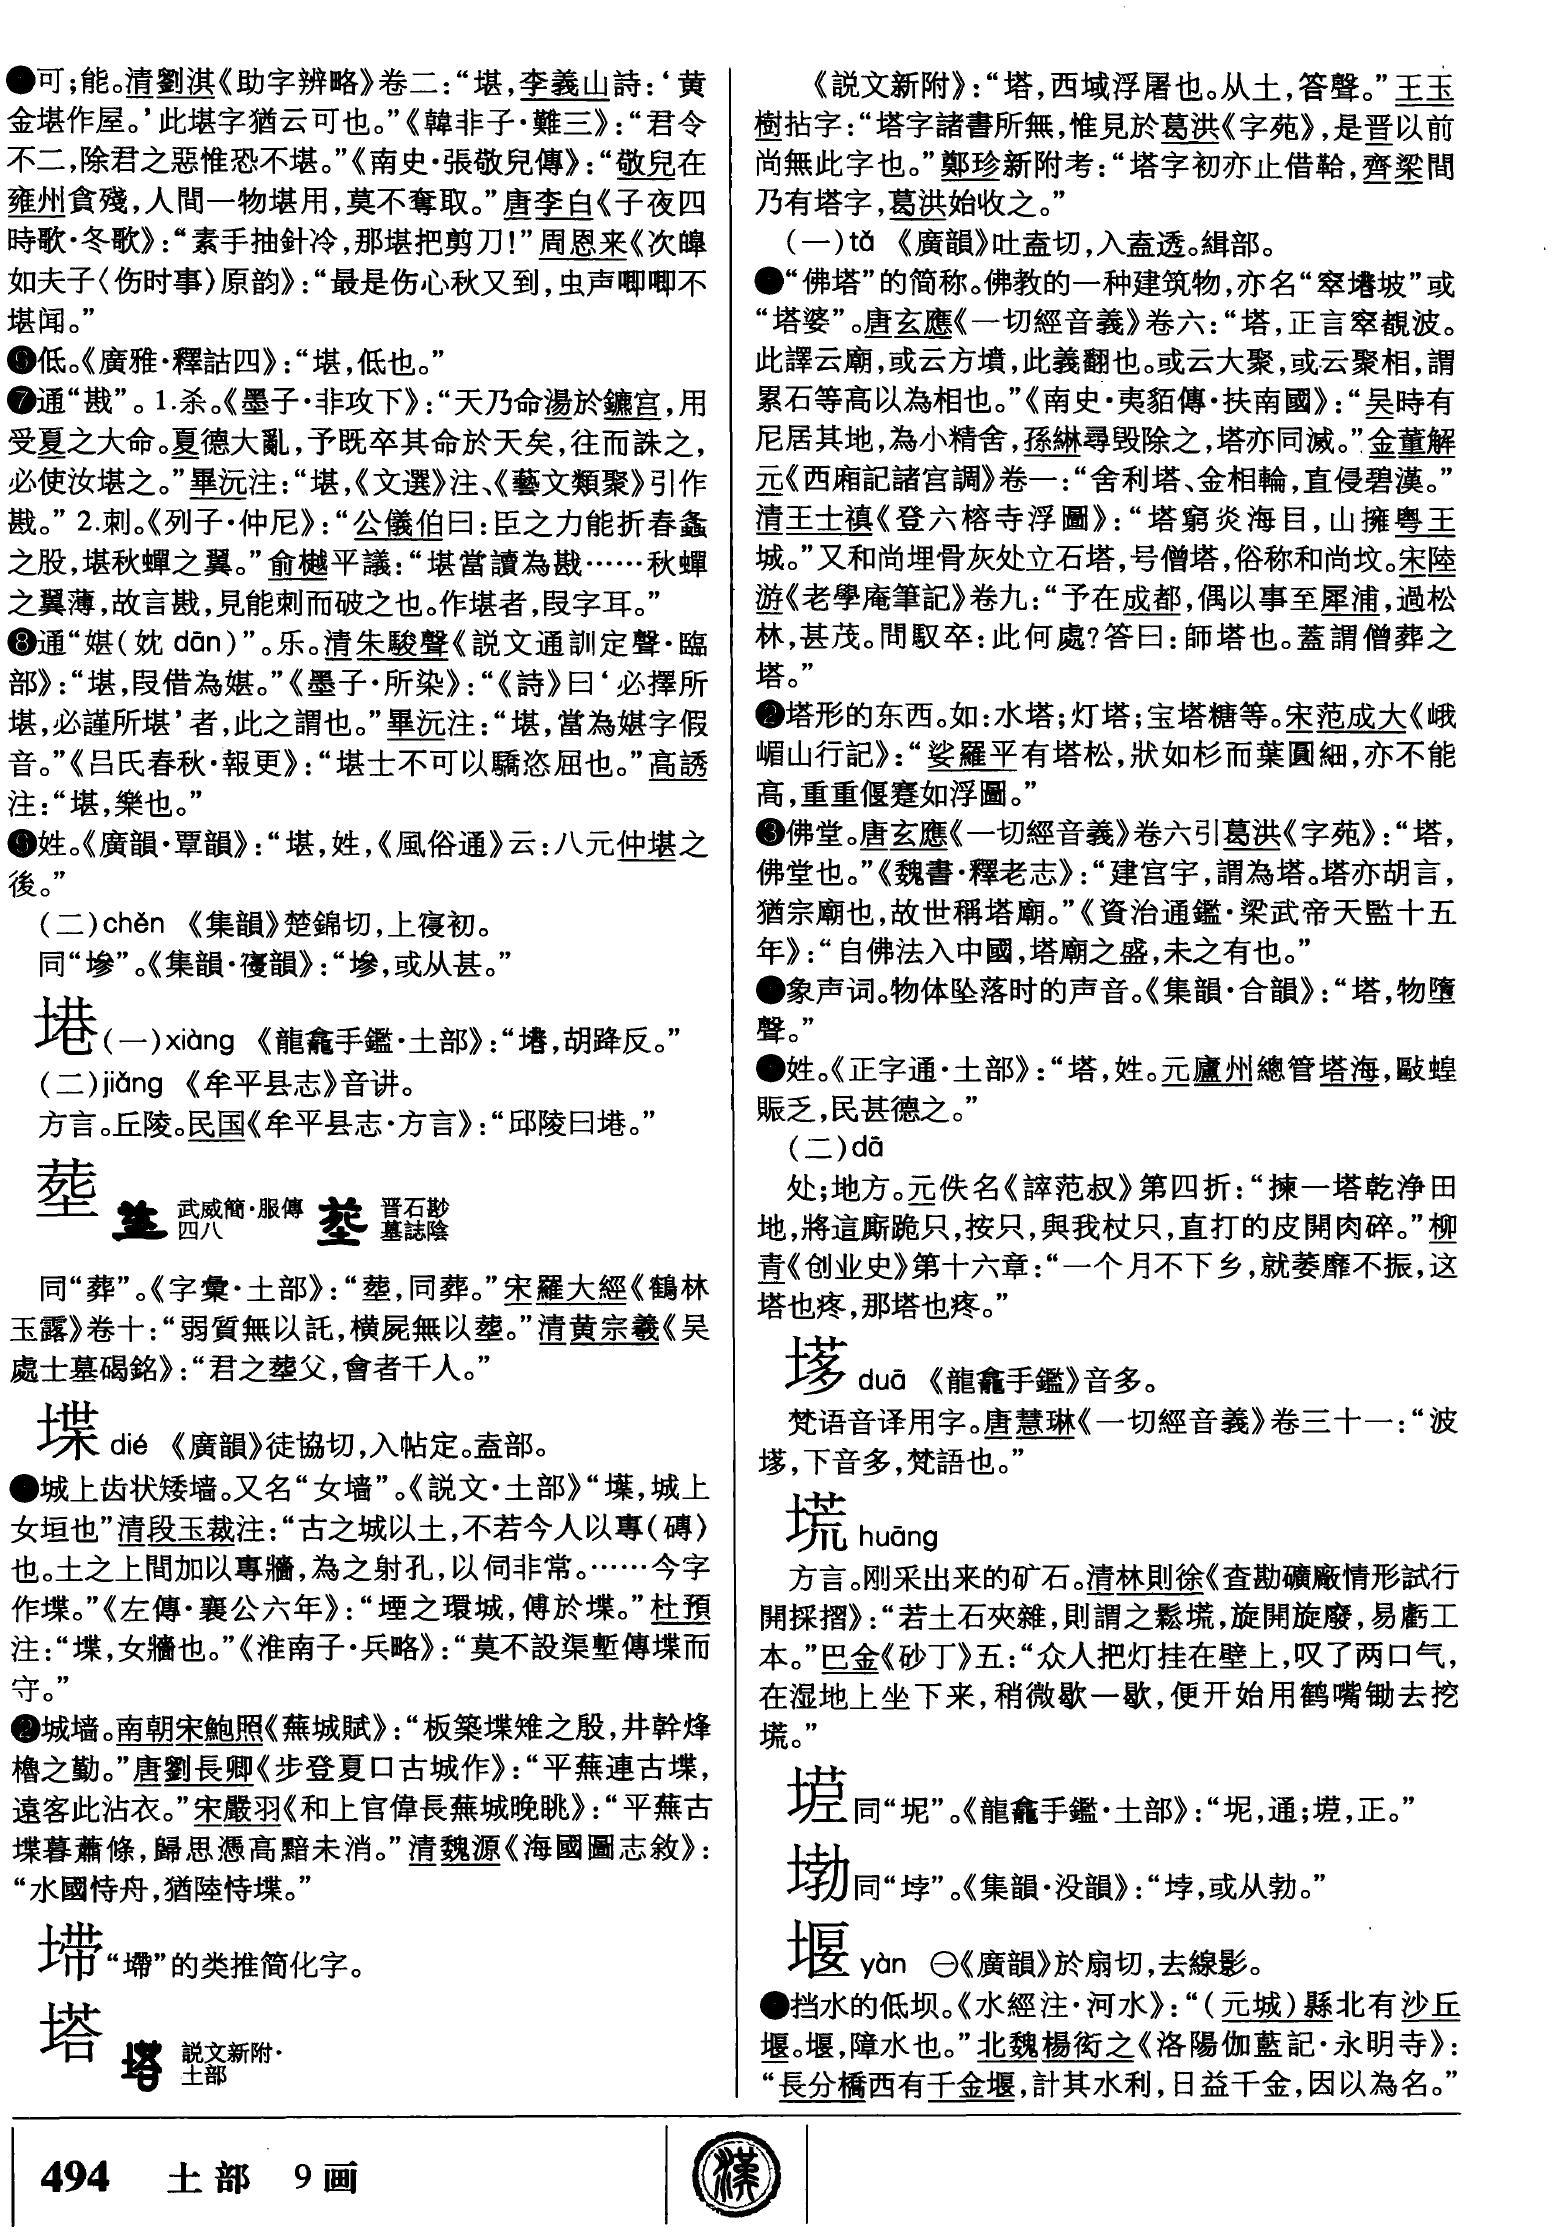 可;能。清劉淇《助字辨略》卷二:“堪,李義山詩:‘黄
金堪作屋。’此堪字猶云可也。”《韓非子·難三》:“君令
不二,除君之惡惟恐不堪。”《南史·張敬兒傳》:“敬兒在
雍州貪殘,人間一物堪用,莫不奪取。”唐李白《子夜四
時歌·冬歌》:“素手抽針冷,那堪把剪刀!”周恩来《次皞
如夫子〈伤时事〉原韵》:“最是伤心秋又到,虫声唧唧不
堪闻。”
低。《廣雅·釋詁四》:“堪,低也。”
❼通“戡”。1.杀。《墨子·非攻下》:“天乃命湯於鑣宫,用
受夏之大命。夏德大亂,予既卒其命於天矣,往而誅之,
必使汝堪之。”畢沅注:“堪,《文選》注、《藝文類聚》引作
戡。”2.刺。《列子·仲尼》:“公儀伯曰:臣之力能折春螽
之股,堪秋蟬之翼。”俞樾平議:“堪當讀為戡……秋蟬
之翼薄,故言戡,見能刺而破之也。作堪者,叚字耳。”
❽通“媅(妉dān)”。乐。清朱駿聲《説文通訓定聲·臨
部》:“堪,叚借為媅。”《墨子·所染》:“《詩》曰‘必擇所
堪,必謹所堪’者,此之謂也。”畢沅注:“堪,當為媅字假
音。”《吕氏春秋·報更》:“堪士不可以驕恣屈也。”高誘
注:“堪,樂也。”
姓。《廣韻·覃韻》:“堪,姓,《風俗通》云:八元仲堪之
後。”
(二)chěn 《集韻》楚錦切,上寑初。
同“墋”。《集韻·寑韻》:“墋,或从甚。”
塂(一)xiàng 《龍龕手鑑·土部》:“塂,胡降反。”
(二)jiǎng 《牟平县志》音讲。
方言。丘陵。民国《牟平县志·方言》:“邱陵曰塂。”
塟 武威簡·服傳四八 晋石尠墓誌陰
同“葬”。《字彙·土部》:“塟,同葬。”宋羅大經《鶴林
玉露》卷十:“弱質無以託,横屍無以塟。”清黄宗羲《吴
處士墓碣銘》:“君之塟父,會者千人。”
堞 dié 《廣韻》徒協切,入帖定。盍部。
城上齿状矮墙。又名“女墙”。《説文·土部》“堞,城上
女垣也”清段玉裁注:“古之城以土,不若今人以專(磚)
也。土之上間加以專牆,為之射孔,以伺非常。……今字
作堞。”《左傳·襄公六年》:“堙之環城,傅於堞。”杜預
注:“堞,女牆也。”《淮南子·兵略》:“莫不設渠塹傳堞而
守。”
❷城墙。南朝宋鮑照《蕪城賦》:“板築堞雉之殷,井幹烽
櫓之勤。”唐劉長卿《步登夏口古城作》:“平蕪連古堞,
遠客此沾衣。”宋嚴羽《和上官偉長蕪城晚眺》:“平蕪古
堞暮蕭條,歸思憑高黯未消。”清魏源《海國圖志敘》:
“水國恃舟,猶陸恃堞。”
㙍“墆”的类推简化字。
塔 説文新附·土部
《説文新附》:“塔,西域浮屠也。从土,荅聲。”王玉
樹拈字:“塔字諸書所無,惟見於葛洪《字苑》,是晋以前
尚無此字也。”鄭珍新附考:“塔字初亦止借鞈,齊梁間
乃有塔字,葛洪始收之。”
(一)tǎ 《廣韻》吐盍切,入盍透。緝部。
“佛塔”的简称。佛教的一种建筑物,亦名“窣堵坡”或
“塔婆”。唐玄應《一切經音義》卷六:“塔,正言窣覩波。
此譯云廟,或云方墳,此義翻也。或云大聚,或云聚相,謂
累石等高以為相也。”《南史·夷貊傳·扶南國》:“吴時有
尼居其地,為小精舍,孫綝尋毁除之,塔亦同滅。”金董解
元《西廂記諸宫調》卷一:“舍利塔、金相輪,直侵碧漢。”
清王士禛《登六榕寺浮圖》:“塔窮炎海目,山擁粤王
城。”又和尚埋骨灰处立石塔,号僧塔,俗称和尚坟。宋陸
游《老學庵筆記》卷九:“予在成都,偶以事至犀浦,過松
林,甚茂。問馭卒:此何處?答曰:師塔也。蓋謂僧葬之
塔。”
❷塔形的东西。如:水塔;灯塔;宝塔糖等。宋范成大《峨
嵋山行記》:“娑羅平有塔松,狀如杉而葉圓細,亦不能
高,重重偃蹇如浮圖。”
❸佛堂。唐玄應《一切經音義》卷六引葛洪《字苑》:“塔,
佛堂也。”《魏書·釋老志》:“建宫宇,謂為塔。塔亦胡言,
猶宗廟也,故世稱塔廟。”《資治通鑑·梁武帝天監十五
年》:“自佛法入中國,塔廟之盛,未之有也。”
象声词。物体坠落时的声音。《集韻·合韻》:“塔,物墮
聲。”
姓。《正字通·土部》:“塔,姓。元廬州總管塔海,敺蝗
賑乏,民甚德之。”
(二)dā
处;地方。元佚名《誶范叔》第四折:“揀一塔乾浄田
地,將這廝跪只,按只,與我杖只,直打的皮開肉碎。”柳
青《创业史》第十六章:“一个月不下乡,就萎靡不振,这
塔也疼,那塔也疼。”
㙐 duā 《龍龕手鑑》音多。
梵语音译用字。唐慧琳《一切經音義》卷三十一:“波
㙐,下音多,梵語也。”
塃 huāng
方言。刚采出来的矿石。清林則徐《查勘礦廠情形試行
開採摺》:“若土石夾雜,則謂之鬆塃,旋開旋廢,易虧工
本。”巴金《砂丁》五:“众人把灯挂在壁上,叹了两口气,
在湿地上坐下来,稍微歇一歇,便开始用鹤嘴锄去挖
塃。”
同“坭”。《龍龕手鑑·土部》:“坭,通;,正。”
㙁同“㘺”。《集韻·没韻》:“,或从勃。”
堰 yàn ㊀《廣韻》於扇切,去線影。
挡水的低坝。《水經注·河水》:“(元城)縣北有沙丘
堰。堰,障水也。”北魏楊衒之《洛陽伽藍記·永明寺》:
“長分橋西有千金堰,計其水利,日益千金,因以為名。”
494 土部 9画
漢